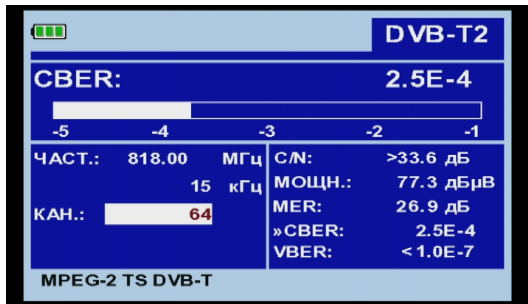 DVB-T2
CBER: 2.5E-4
-5 -4 -3 -2 -1
ЧАСТ.: 818.00 МГц
15 кГц
КАН.: 64
C/N: >33.6 дБ
МОЩН.: 77.3 дБµВ
MER: 26.9 дБ
»CBER: 2.5E-4
VBER: <1.0E-7
MPEG-2 TS DVB-T